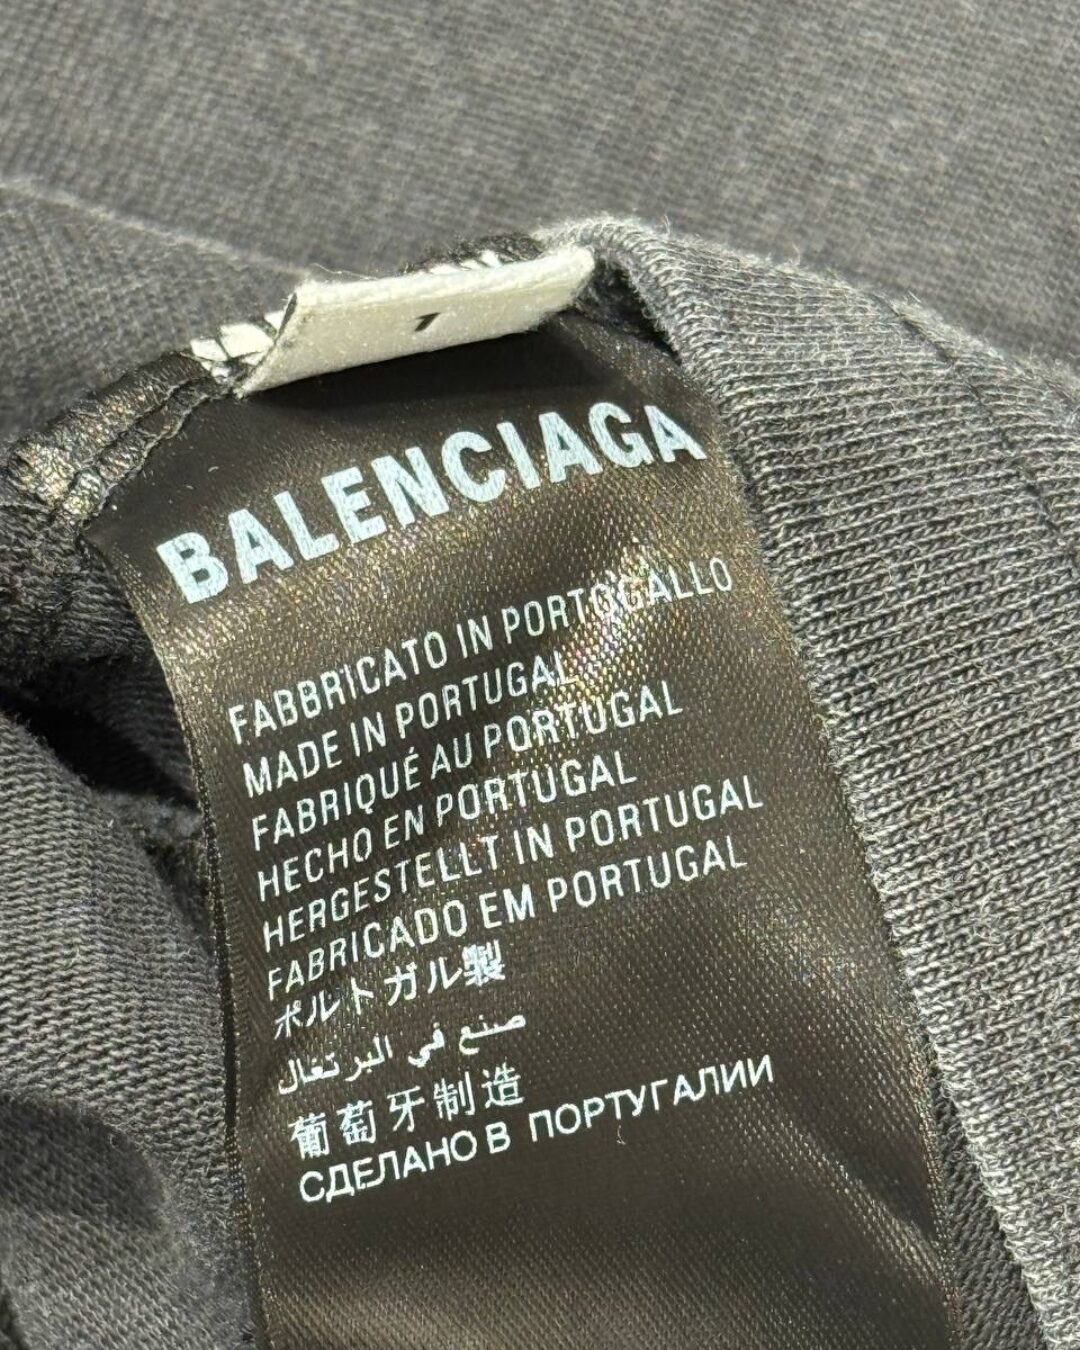 1
BALENCIAGA
FABBRICATO IN PORTOGALLO
MADE IN PORTUGAL
FABRIQUÉ AU PORTUGAL
HECHO EN PORTUGAL
HERGESTELLT IN PORTUGAL
FABRICADO EM PORTUGAL
ポルトガル製
صنع في البرتغال
葡萄牙制造
СДЕЛАНО В ПОРТУГАЛИИ